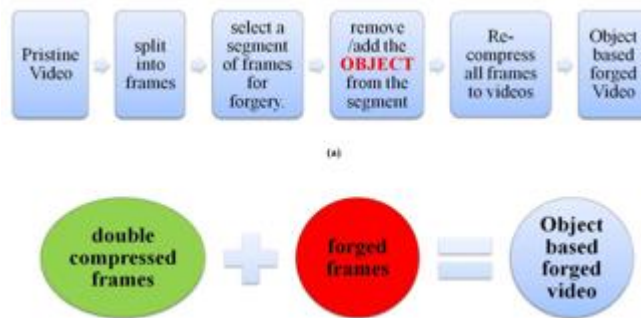 Pristine
Video
split
into
frames
select a
segment
of frames
for
forgery.
remove
/add the
OBJECT
from the
segment
Re-
compress
all frames
to videos
Object
based
forged
Video
(a)
double
compressed
frames
forged
frames
Object
based
forged
video